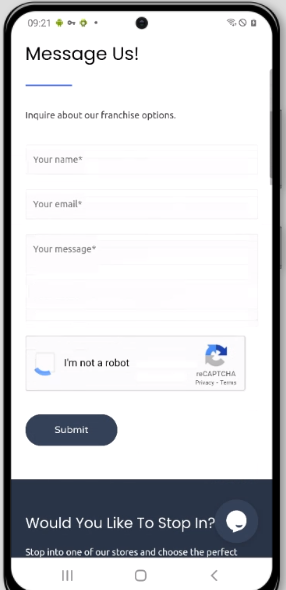 09:21
Message Us!
Inquire about our franchise options.
Your name*
Your email*
Your message*
I'm not a robot
reCAPTCHA
Privacy - Terms
Submit
Would You Like To Stop In?
Stop into one of our stores and choose the perfect